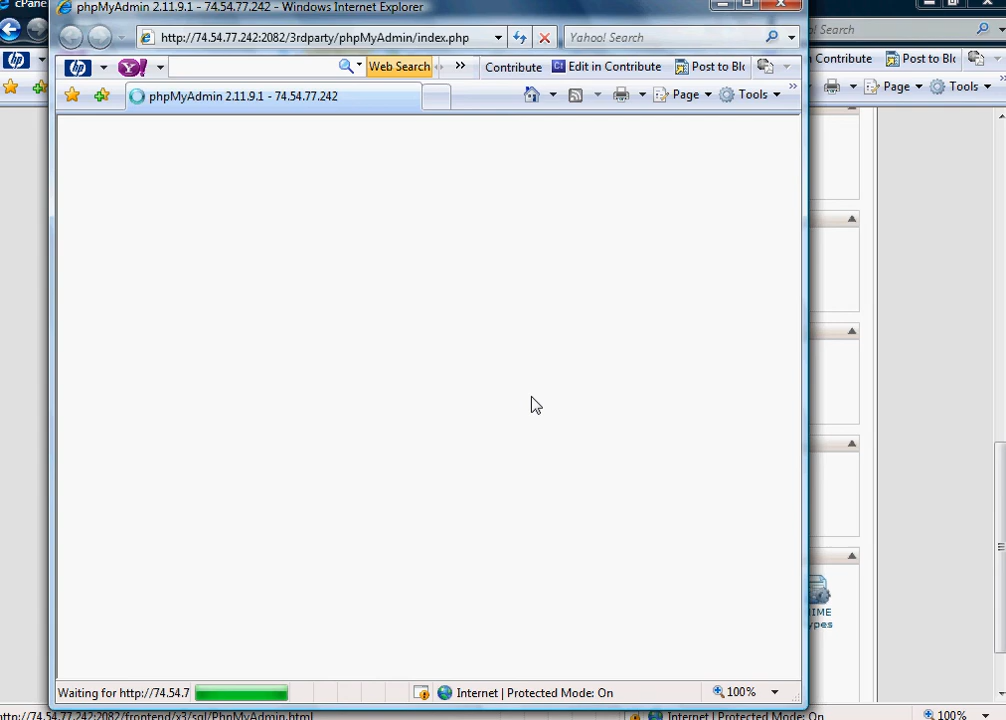 cPane
phpMyAdmin 2.11.9.1 - 74.54.77.242 - Windows Internet Explorer
http://74.54.77.242:2082/3rdparty/phpMyAdmin/index.php
Yahoo! Search
Search
hp
hp
Y!
Web Search
Contribute
Edit in Contribute
Post to Blo
Contribute
Post to Blo
phpMyAdmin 2.11.9.1 - 74.54.77.242
Page
Tools
Page
Tools
IME
ypes
Waiting for http://74.54.7
Internet | Protected Mode: On
100%
http://74.54.77.242:2082/frontend/x3/sql/PhpMyAdmin.html
Internet | Protected Mode: On
100%